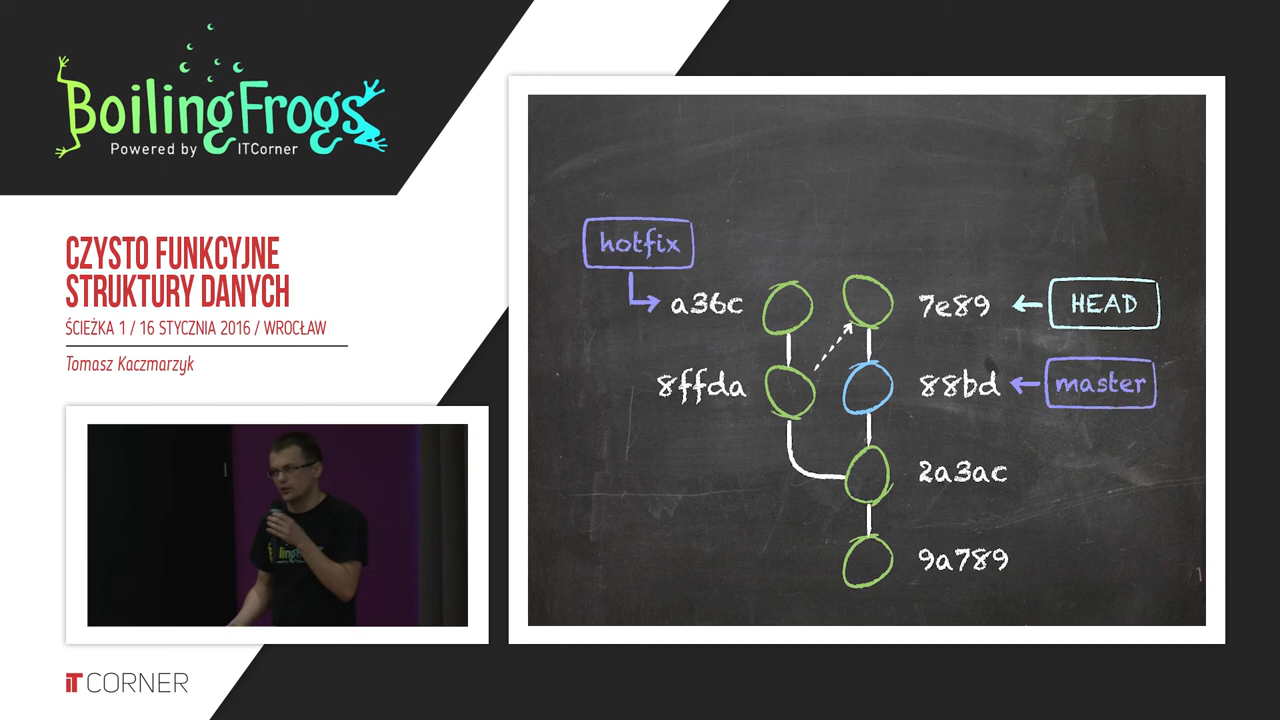 BoilingFrogs
Powered by ITCorner
CZYSTO FUNKCYJNE
STRUKTURY DANYCH
ŚCIEŻKA 1 / 16 STYCZNIA 2016 / WROCŁAW
Tomasz Kaczmarzyk
iT CORNER
hotfix
a36c
7e89
HEAD
8ffda
88bd
master
2a3ac
9a789